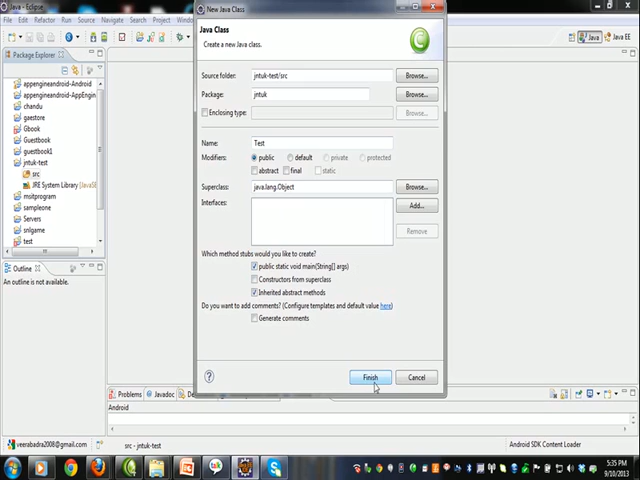 Java - Eclipse
File Edit Refactor Navigate Search Project
Package Explorer
appengineandroid-Android
appengineandroid-AppEngin
chandu
gaestore
Gbook
Guestbook
guestbook1
jntuk-test
src
JRE System Library [JavaS
msitprogram
sampleone
Servers
snlgame
test
Outline
An outline is not available.
New Java Class
Java Class
Create a new Java class.
Source folder: jntuk-test/src Browse...
Package: jntuk Browse...
Enclosing type: Browse...
Name: Test
Modifiers: public default private protected
abstract final static
Superclass: java.lang.Object Browse...
Interfaces: Add...
Remove
Which method stubs would you like to create?
public static void main(String[] args)
Constructors from superclass
Inherited abstract methods
Do you want to add comments? (Configure templates and default value here)
Generate comments
? Finish Cancel
Java Java EE
Problems Javadoc De
Android
veerabadra2008@gmail.com src - jntuk-test Android SDK Content Loader
5:35 PM
9/10/2013